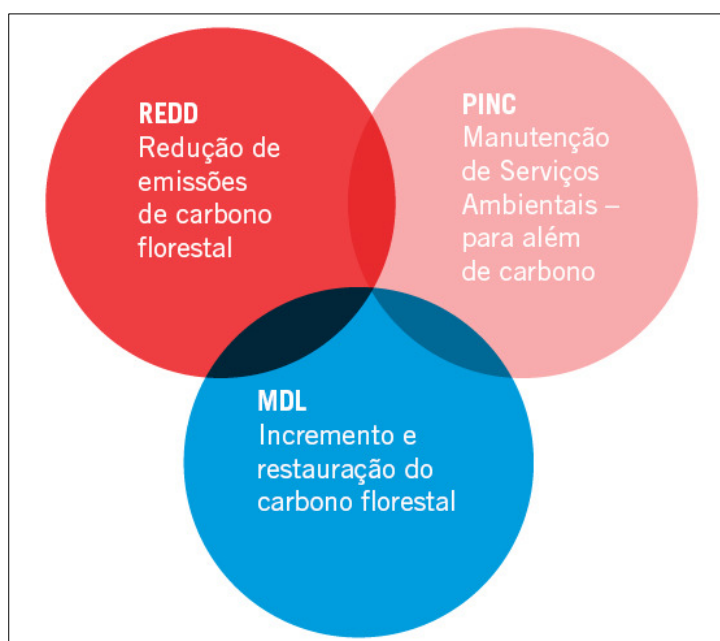 REDD
Redução de
emissões
de carbono
florestal
PINC
Manutenção
de Serviços
Ambientais –
para além
de carbono
MDL
Incremento e
restauração do
carbono florestal